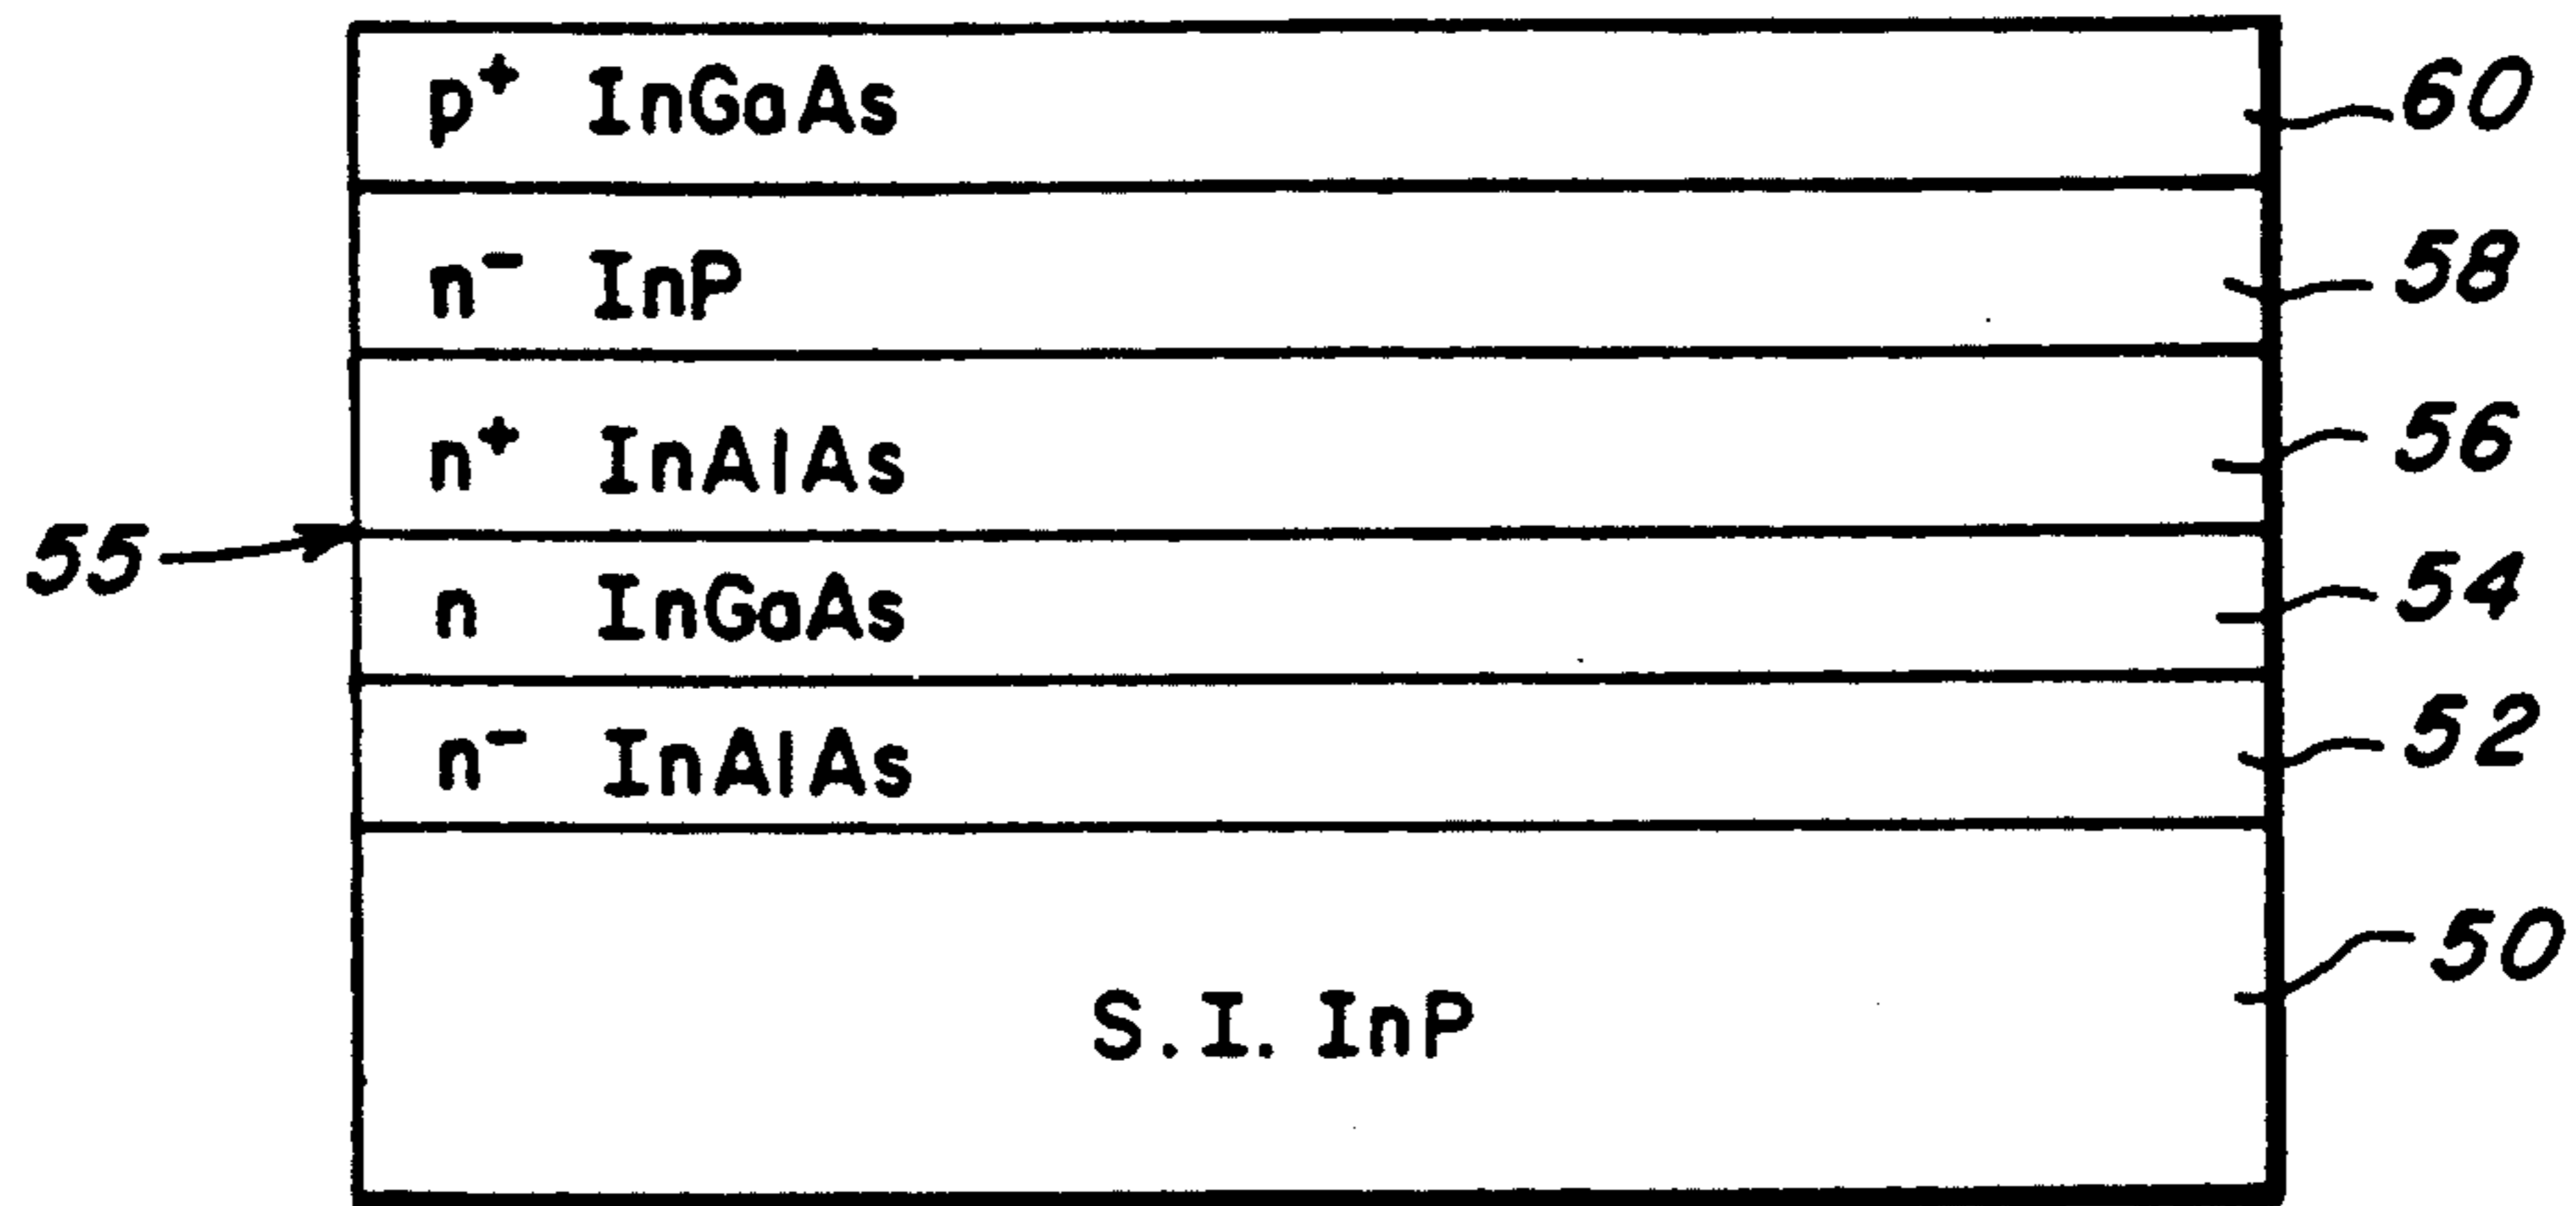 p⁺ InGaAs 60
n⁻ InP 58
n⁺ InAlAs 56
55
n InGaAs 54
n⁻ InAlAs 52
S.I. InP 50